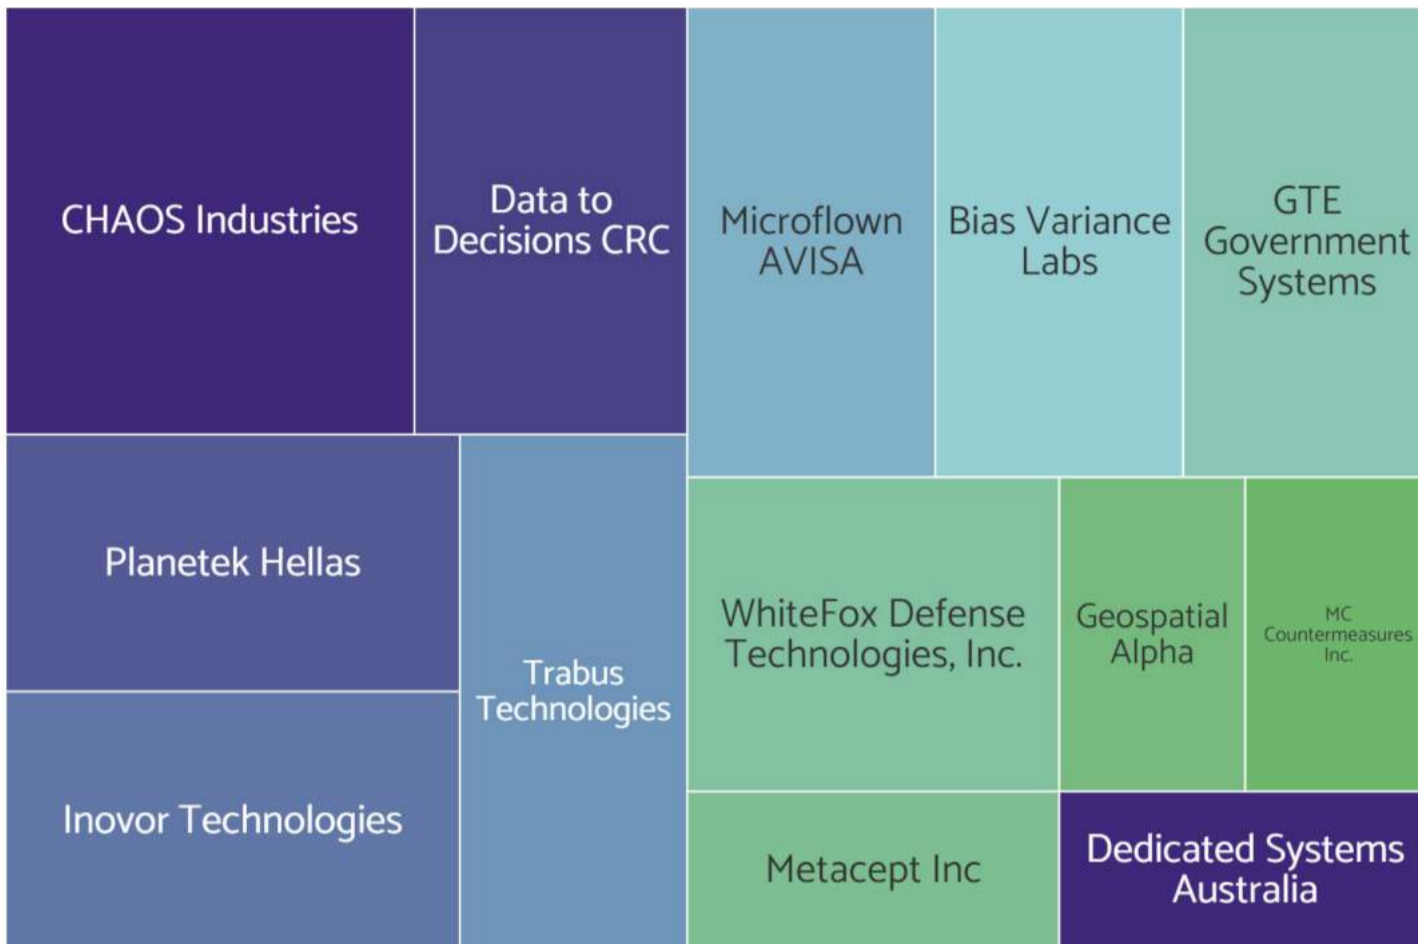 CHAOS Industries
Data to
Decisions CRC
Microflown
AVISA
Bias Variance
Labs
GTE
Government
Systems
Planetek Hellas
Trabus
Technologies
Inovor Technologies
WhiteFox Defense
Technologies, Inc.
Geospatial
Alpha
MC
Countermeasures
Inc.
Metacept Inc
Dedicated Systems
Australia